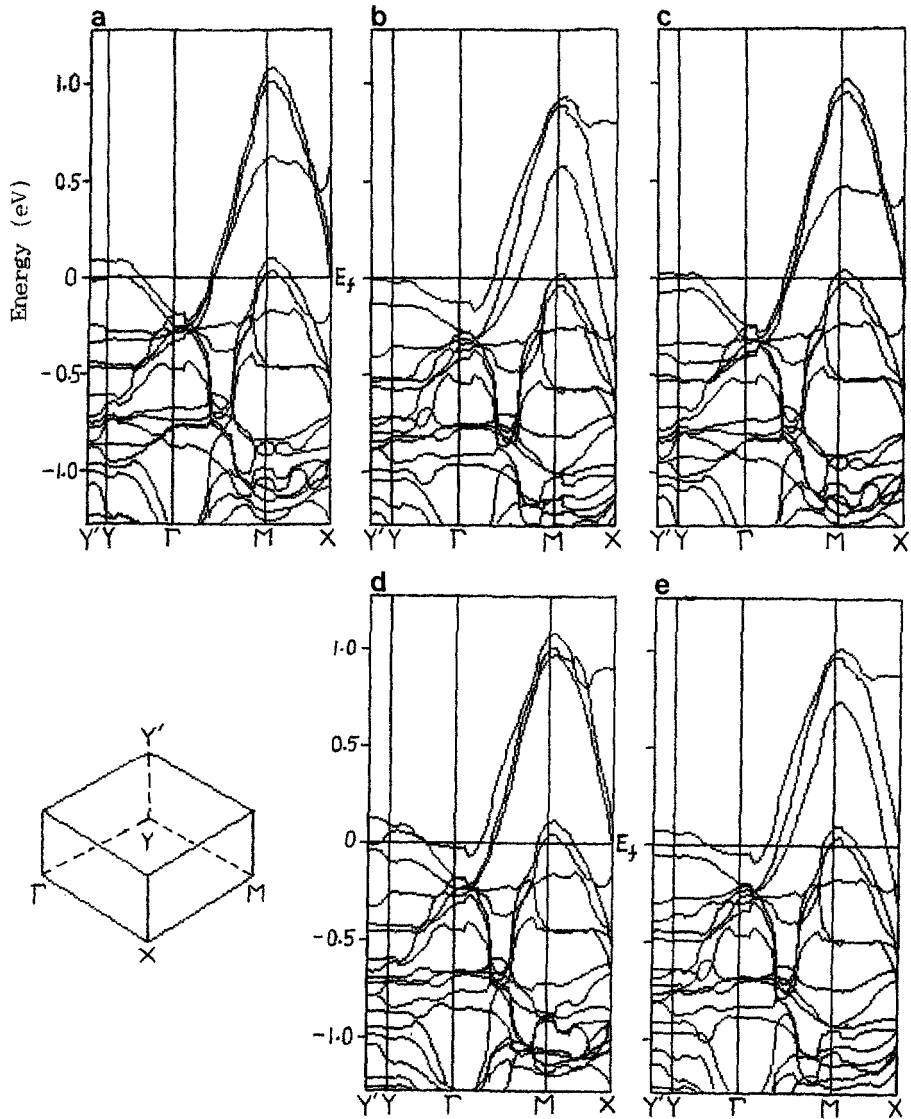 a b c
Energy (eV)
1.0
0.5
0 E_f
-0.5
-1.0
Y' Y Γ M X
Y' Y Γ M X
Y' Y Γ M X
d e
1.0
0.5
0 E_f
-0.5
-1.0
Y' Y Γ M X
Y' Y Γ M X
Y'
Y
Γ M
X